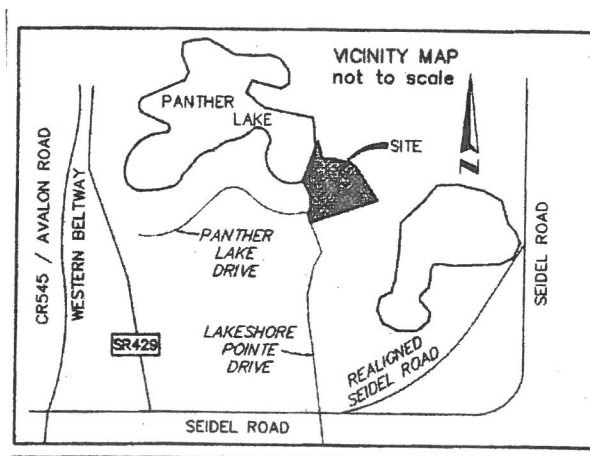 VICINITY MAP
not to scale
PANTHER
LAKE
SITE
CR545 / AVALON ROAD
WESTERN BELTWAY
PANTHER
LAKE
DRIVE
SEIDEL ROAD
SR429
LAKESHORE
POINTE
DRIVE
REALIGNED
SEIDEL ROAD
SEIDEL ROAD